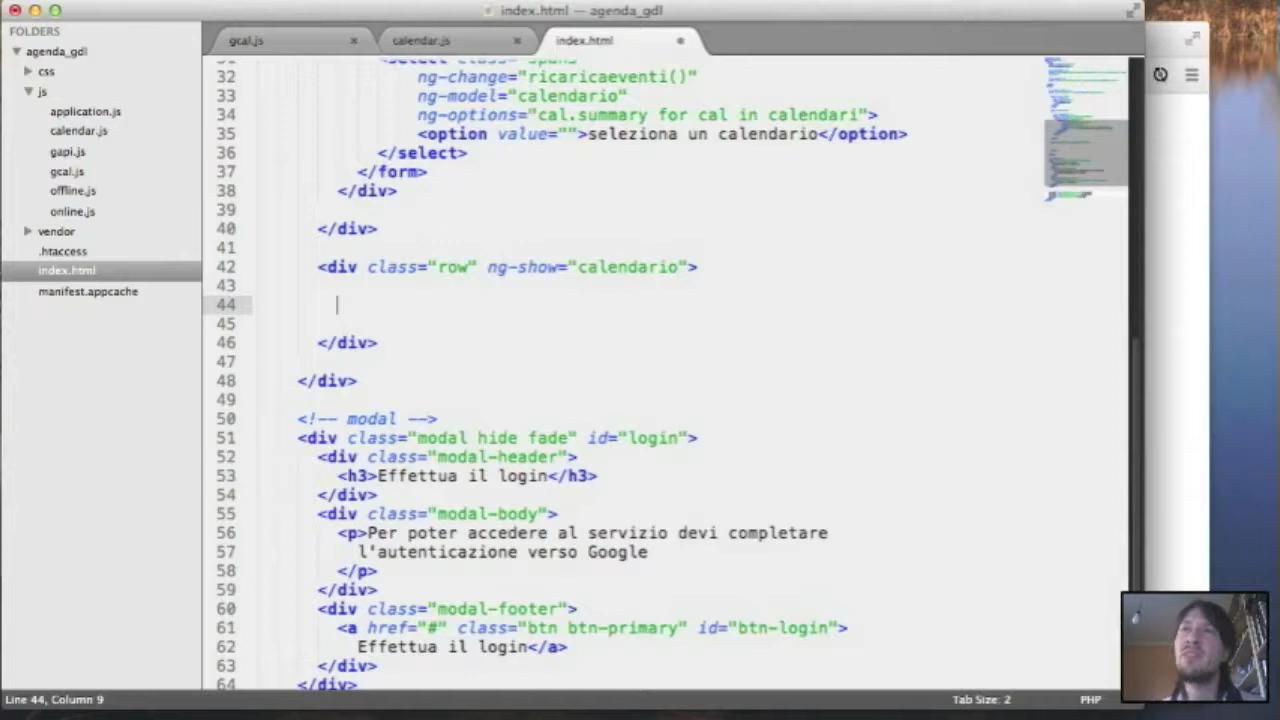 index.html — agenda_gdl
FOLDERS
agenda_gdl
css
js
application.js
calendar.js
gapi.js
gcal.js
offline.js
online.js
vendor
.htaccess
index.html
manifest.appcache
gcal.js
calendar.js
index.html
31 <select class="span5"
32 ng-change="ricaricaeventi()"
33 ng-model="calendario"
34 ng-options="cal.summary for cal in calendari">
35 <option value="">seleziona un calendario</option>
36 </select>
37 </form>
38 </div>
39
40 </div>
41
42 <div class="row" ng-show="calendario">
43
44
45
46 </div>
47
48 </div>
49
50 <!-- modal -->
51 <div class="modal hide fade" id="login">
52 <div class="modal-header">
53 <h3>Effettua il login</h3>
54 </div>
55 <div class="modal-body">
56 <p>Per poter accedere al servizio devi completare
57 l'autenticazione verso Google
58 </p>
59 </div>
60 <div class="modal-footer">
61 <a href="#" class="btn btn-primary" id="btn-login">
62 Effettua il login</a>
63 </div>
64 </div>
Line 44, Column 9
Tab Size: 2
PHP